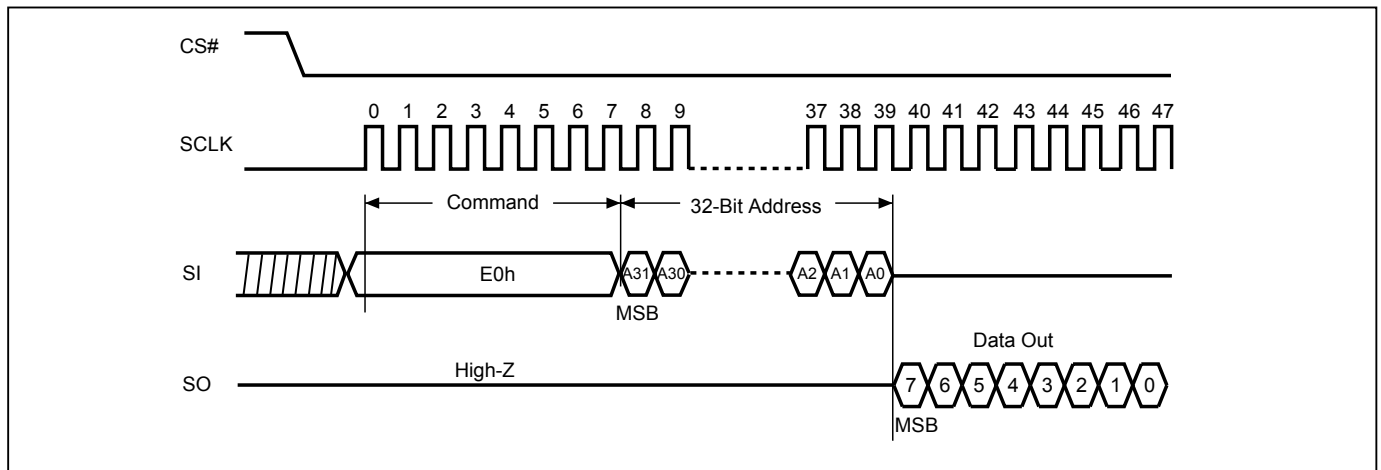 CS#
0 1 2 3 4 5 6 7 8 9 37 38 39 40 41 42 43 44 45 46 47
SCLK
Command 32-Bit Address
SI E0h A31 A30 A2 A1 A0
MSB
Data Out
High-Z
SO 7 6 5 4 3 2 1 0
MSB